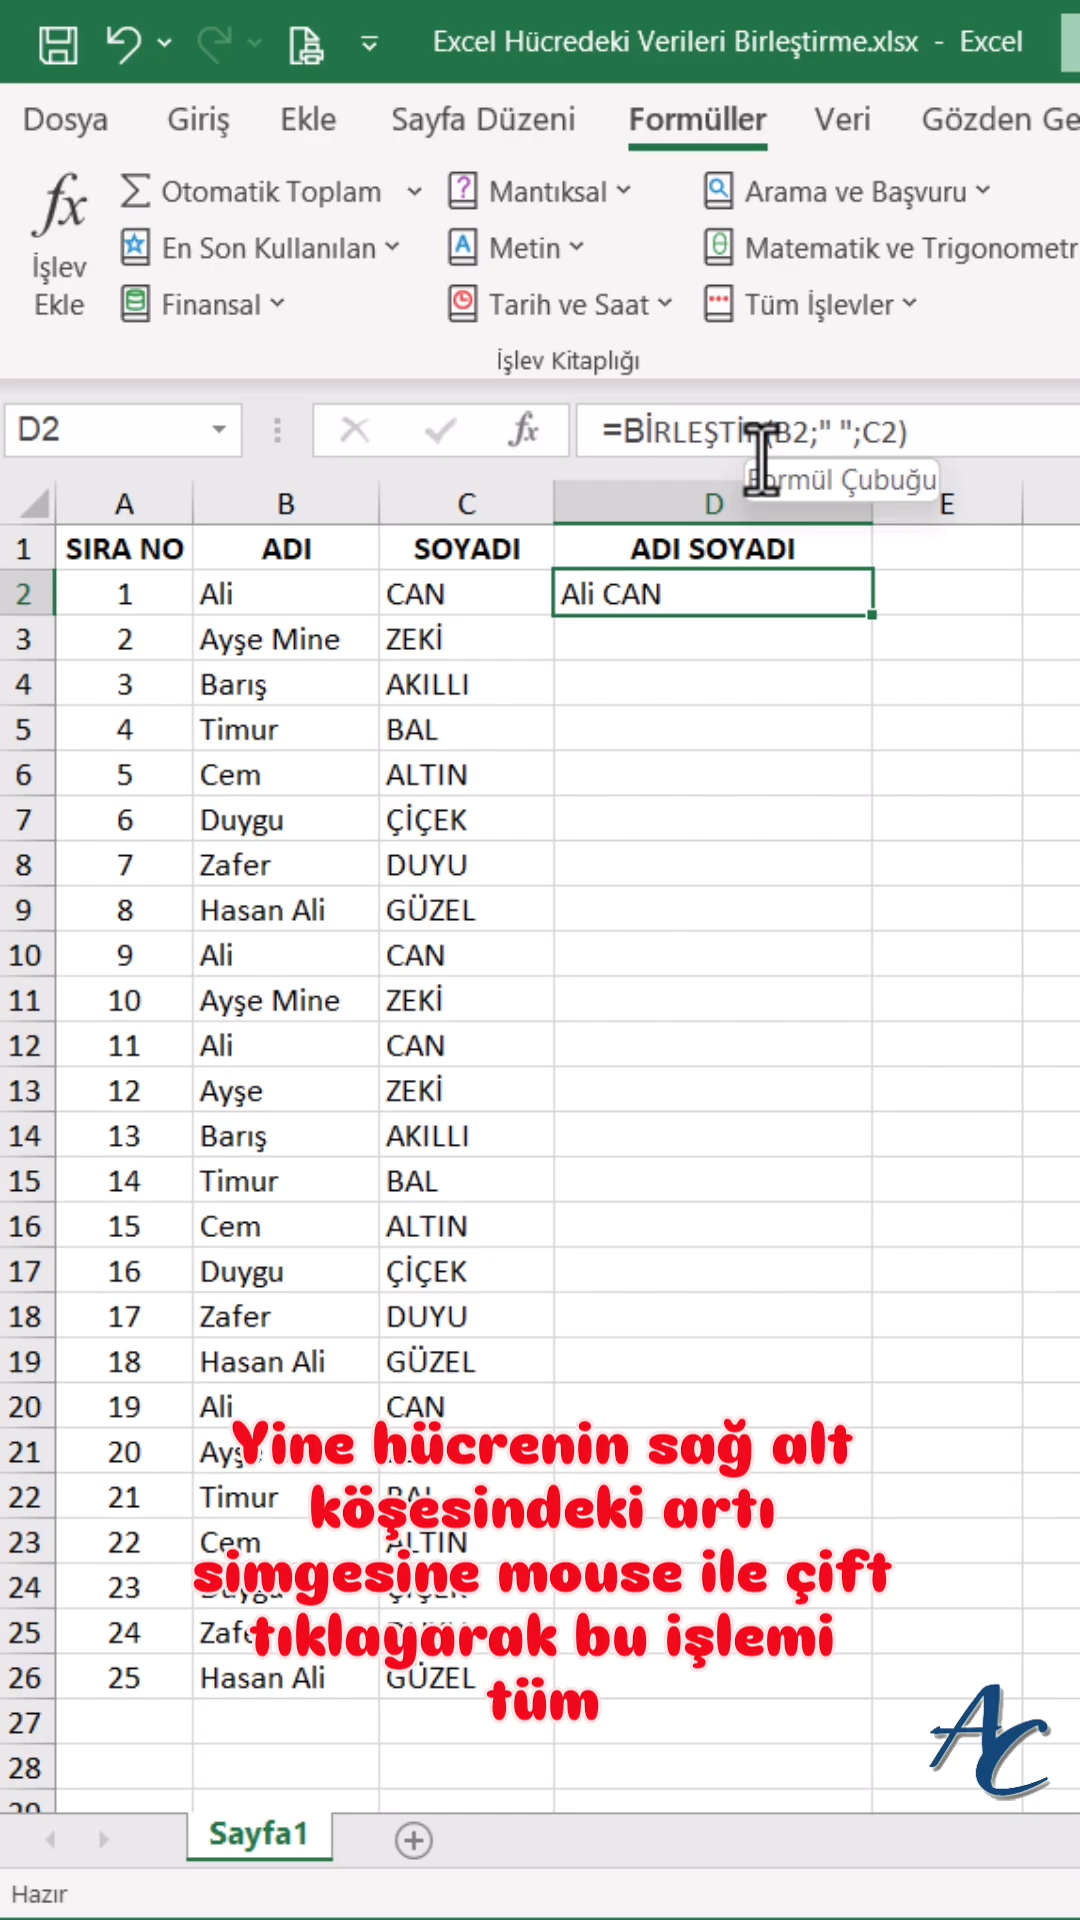 Excel Hücredeki Verileri Birleştirme.xlsx - Excel
Dosya Giriş Ekle Sayfa Düzeni Formüller Veri Gözden Ge
fx İşlev Ekle
Otomatik Toplam Mantıksal Arama ve Başvuru
En Son Kullanılan Metin Matematik ve Trigonometr
Finansal Tarih ve Saat Tüm İşlevler
İşlev Kitaplığı
D2 fx =BİRLEŞTİR(B2;" ";C2)
Formül Çubuğu
A B C D E
1 SIRA NO ADI SOYADI ADI SOYADI
2 1 Ali CAN Ali CAN
3 2 Ayşe Mine ZEKİ
4 3 Barış AKILLI
5 4 Timur BAL
6 5 Cem ALTIN
7 6 Duygu ÇİÇEK
8 7 Zafer DUYU
9 8 Hasan Ali GÜZEL
10 9 Ali CAN
11 10 Ayşe Mine ZEKİ
12 11 Ali CAN
13 12 Ayşe ZEKİ
14 13 Barış AKILLI
15 14 Timur BAL
16 15 Cem ALTIN
17 16 Duygu ÇİÇEK
18 17 Zafer DUYU
19 18 Hasan Ali GÜZEL
20 19 Ali CAN
21 20
22 21 Timur BAL
23 22 Cem ALTIN
24 23 Duygu ÇİÇEK
25 24 Zafer
26 25 Hasan Ali GÜZEL
27
28
29
Yine hücrenin sağ alt
köşesindeki artı
simgesine mouse ile çift
tıklayarak bu işlemi
tüm
AC
Sayfa1
Hazır